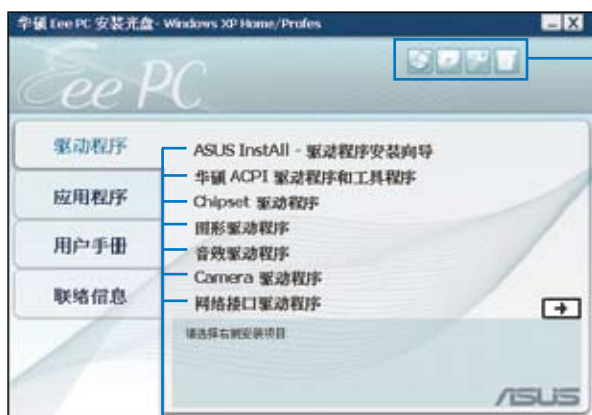 华硕 Eee PC 安装光盘- Windows XP Home/Profes
Eee PC
驱动程序
应用程序
用户手册
联络信息
ASUS InstAll - 驱动程序安装向导
华硕 ACPI 驱动程序和工具程序
Chipset 驱动程序
图形驱动程序
音效驱动程序
Camera 驱动程序
网络接口驱动程序
请选择右侧安装项目
ASUS